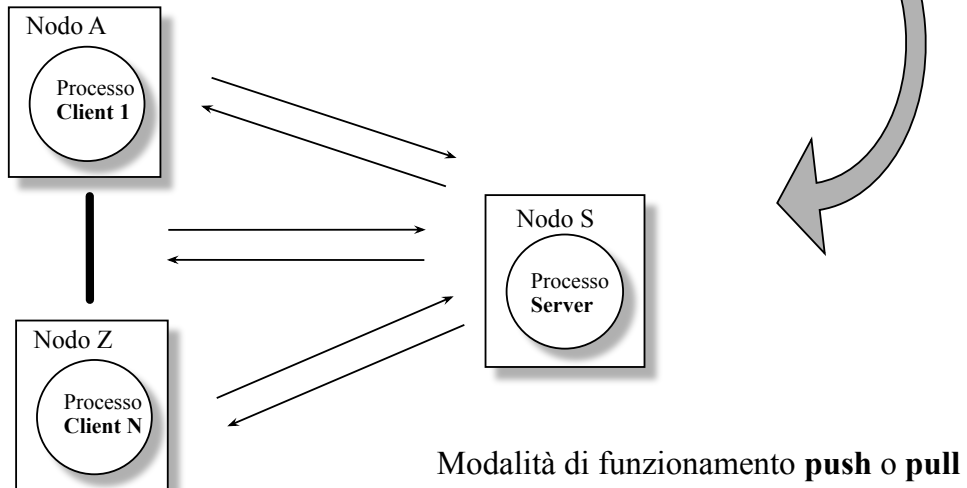 Nodo A
Processo
Client 1
Nodo S
Processo
Server
Nodo Z
Processo
Client N
Modalità di funzionamento push o pull